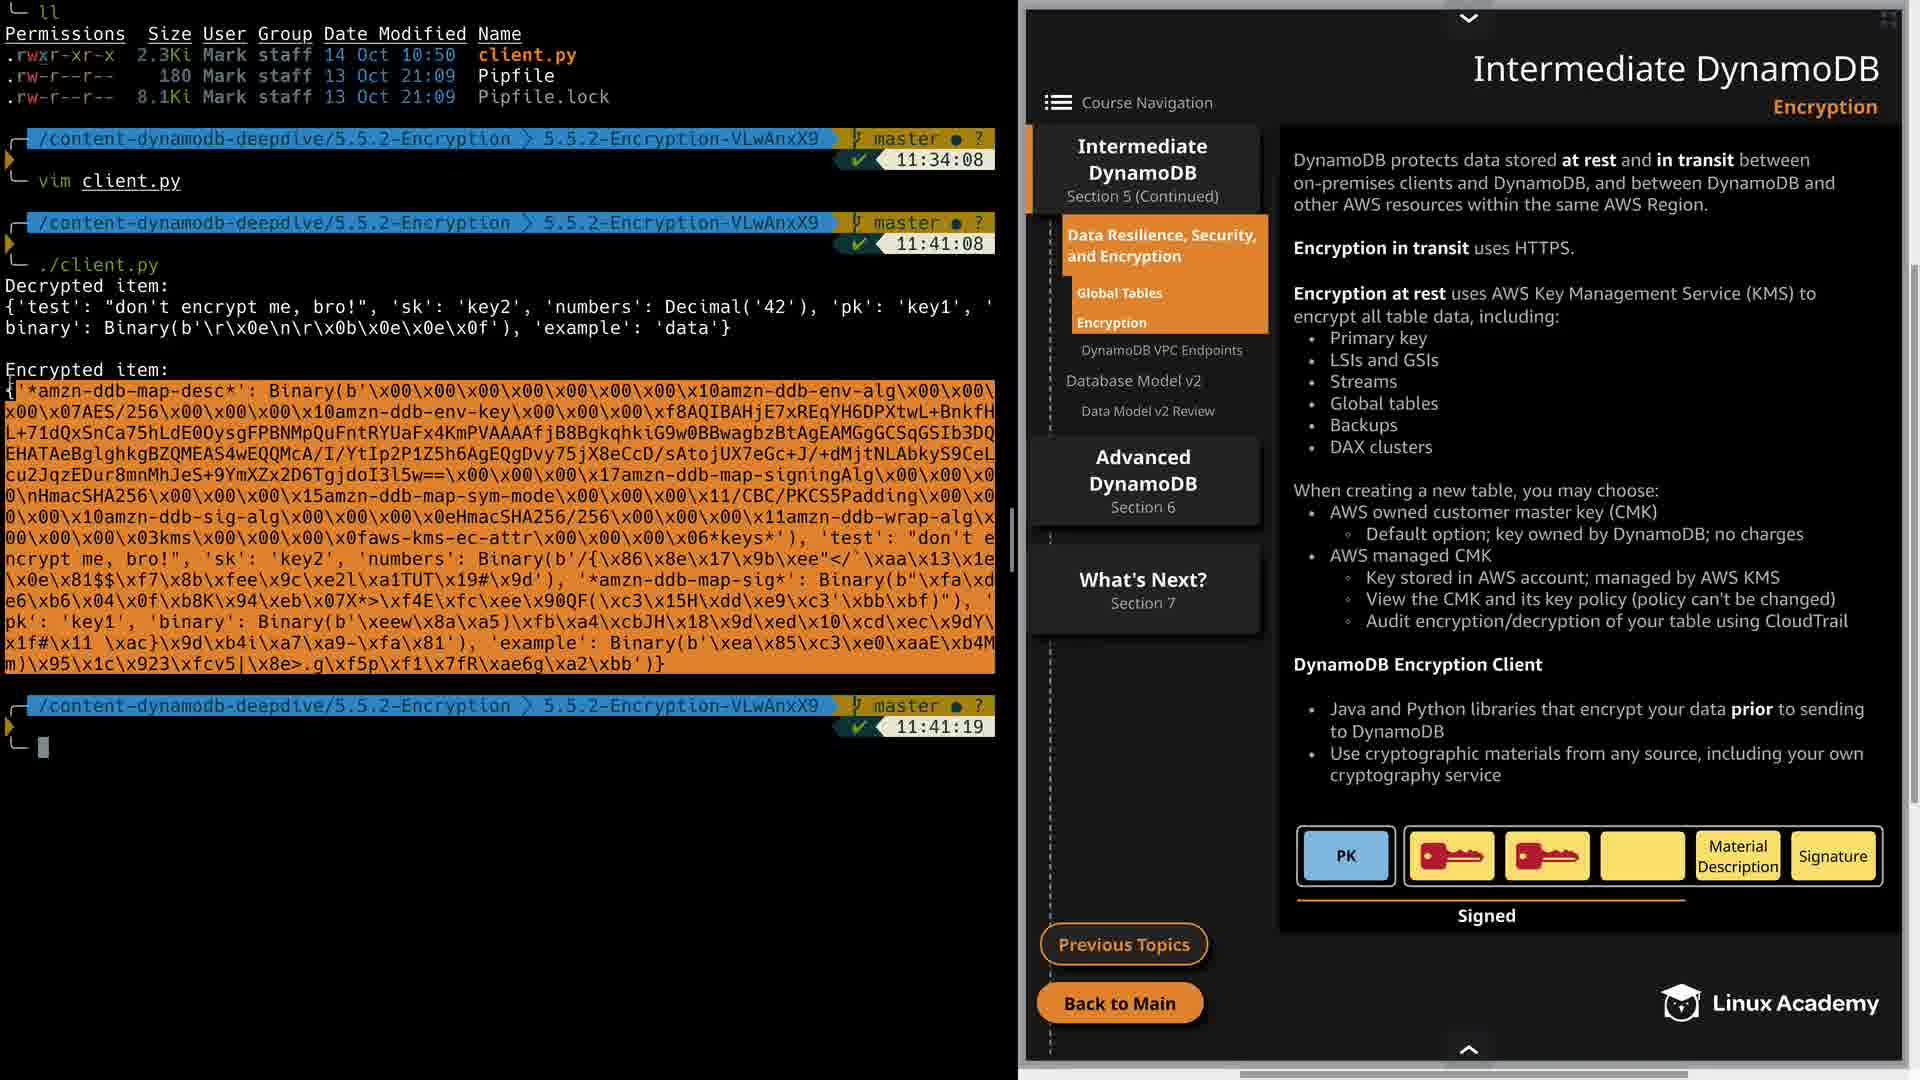 ll
Permissions Size User Group Date Modified Name
.rwxr-xr-x 2.3Ki Mark staff 14 Oct 10:50 client.py
.rw-r--r-- 180 Mark staff 13 Oct 21:09 Pipfile
.rw-r--r-- 8.1Ki Mark staff 13 Oct 21:09 Pipfile.lock
/content-dynamodb-deepdive/5.5.2-Encryption 5.5.2-Encryption-VLwAnxX9 master ● ?
✔ 11:34:08
vim client.py
/content-dynamodb-deepdive/5.5.2-Encryption 5.5.2-Encryption-VLwAnxX9 master ● ?
✔ 11:41:08
./client.py
Decrypted item:
{'test': "don't encrypt me, bro!", 'sk': 'key2', 'numbers': Decimal('42'), 'pk': 'key1', '
binary': Binary(b'\r\x0e\n\r\x0b\x0e\x0e\x0f'), 'example': 'data'}
Encrypted item:
{'*amzn-ddb-map-desc*': Binary(b'\x00\x00\x00\x00\x00\x00\x00\x10amzn-ddb-env-alg\x00\x00\
x00\x07AES/256\x00\x00\x00\x10amzn-ddb-env-key\x00\x00\x00\xf8AQIBAHjE7xREqYH6DPXtwL+BnkfH
L+71dQxSnCa75hLdE0OysgFPBNMpQuFntRYUaFx4KmPVAAAAfjB8BgkqhkiG9w0BBwagbzBtAgEAMGgGCSqGSIb3DQ
EHATAeBglghkgBZQMEAS4wEQQMcA/I/YtIp2P1Z5h6AgEQgDvy75jX8eCcD/sAtojUX7eGc+J/+dMjtNLAbkyS9CeL
cu2JqzEDur8mnMhJeS+9YmXZx2D6TgjdoI3l5w==\x00\x00\x00\x17amzn-ddb-map-signingAlg\x00\x00\x0
0\nHmacSHA256\x00\x00\x00\x15amzn-ddb-map-sym-mode\x00\x00\x00\x11/CBC/PKCS5Padding\x00\x0
0\x00\x10amzn-ddb-sig-alg\x00\x00\x00\x0eHmacSHA256/256\x00\x00\x00\x11amzn-ddb-wrap-alg\x
00\x00\x00\x03kms\x00\x00\x00\x0faws-kms-ec-attr\x00\x00\x00\x06*keys*'), 'test': "don't e
ncrypt me, bro!", 'sk': 'key2', 'numbers': Binary(b'/{\x86\x8e\x17\x9b\xee"</`\xaa\x13\x1e
\x0e\x81$$\xf7\x8b\xfee\x9c\xe2l\xa1TUT\x19#\x9d'), '*amzn-ddb-map-sig*': Binary(b"\xfa\xd
e6\xb6\x04\x0f\xb8K\x94\xeb\x07X*>\xf4E\xfc\xee\x90QF(\xc3\x15H\xdd\xe9\xc3'\xbb\xbf)"), '
pk': 'key1', 'binary': Binary(b'\xeew\x8a\xa5)\xfb\xa4\xcbJH\x18\x9d\xed\x10\xcd\xec\x9dY\
x1f#\x11 \xac}\x9d\xb4i\xa7\xa9~\xfa\x81'), 'example': Binary(b'\xea\x85\xc3\xe0\xaaE\xb4M
m)\x95\x1c\x923\xfcv5|\x8e>.g\xf5p\xf1\x7fR\xae6g\xa2\xbb')}
/content-dynamodb-deepdive/5.5.2-Encryption 5.5.2-Encryption-VLwAnxX9 master ● ?
✔ 11:41:19
Intermediate DynamoDB
Encryption
Course Navigation
Intermediate
DynamoDB
Section 5 (Continued)
Data Resilience, Security,
and Encryption
Global Tables
Encryption
DynamoDB VPC Endpoints
Database Model v2
Data Model v2 Review
Advanced
DynamoDB
Section 6
What's Next?
Section 7
Previous Topics
Back to Main
DynamoDB protects data stored at rest and in transit between
on-premises clients and DynamoDB, and between DynamoDB and
other AWS resources within the same AWS Region.
Encryption in transit uses HTTPS.
Encryption at rest uses AWS Key Management Service (KMS) to
encrypt all table data, including:
• Primary key
• LSIs and GSIs
• Streams
• Global tables
• Backups
• DAX clusters
When creating a new table, you may choose:
• AWS owned customer master key (CMK)
◦ Default option; key owned by DynamoDB; no charges
• AWS managed CMK
◦ Key stored in AWS account; managed by AWS KMS
◦ View the CMK and its key policy (policy can't be changed)
◦ Audit encryption/decryption of your table using CloudTrail
DynamoDB Encryption Client
• Java and Python libraries that encrypt your data prior to sending
to DynamoDB
• Use cryptographic materials from any source, including your own
cryptography service
PK
Material
Description
Signature
Signed
Linux Academy